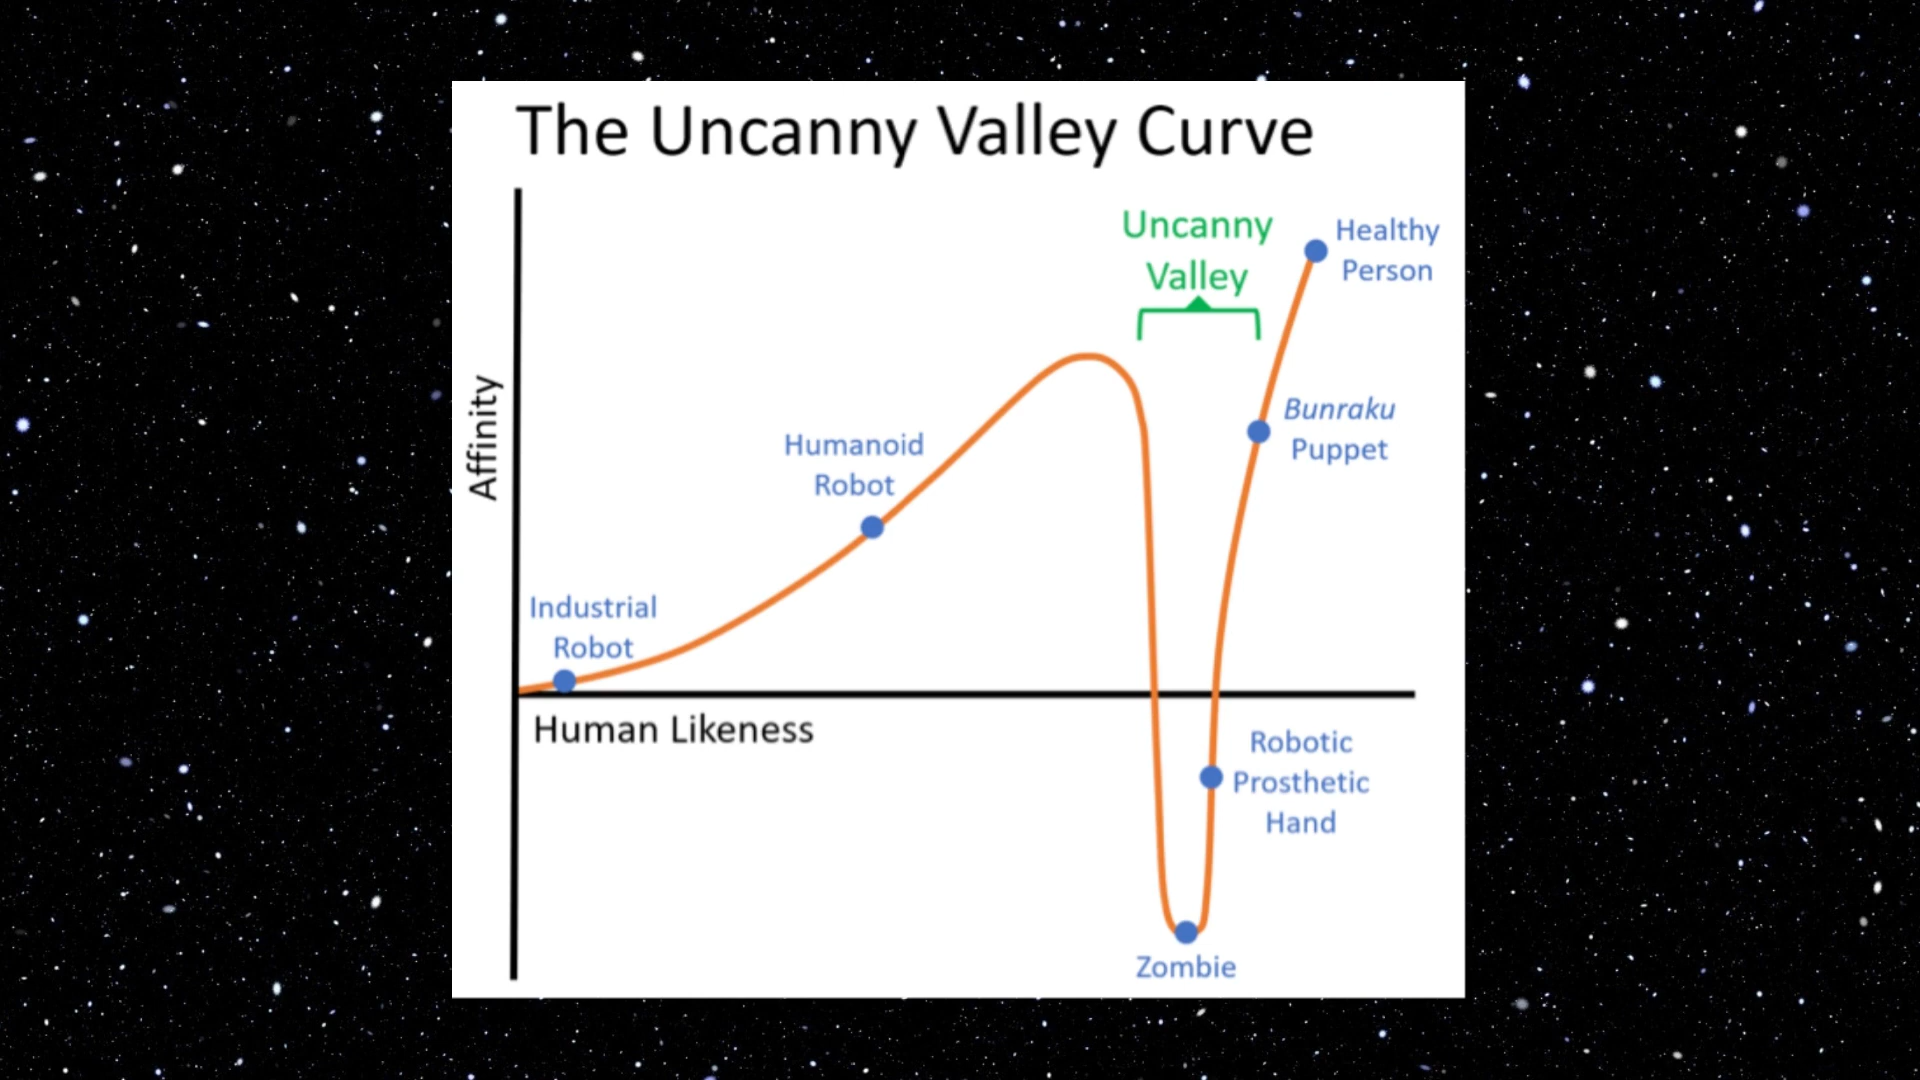 The Uncanny Valley Curve
Uncanny
Valley
Healthy
Person
Affinity
Bunraku
Puppet
Humanoid
Robot
Industrial
Robot
Human Likeness
Robotic
Prosthetic
Hand
Zombie